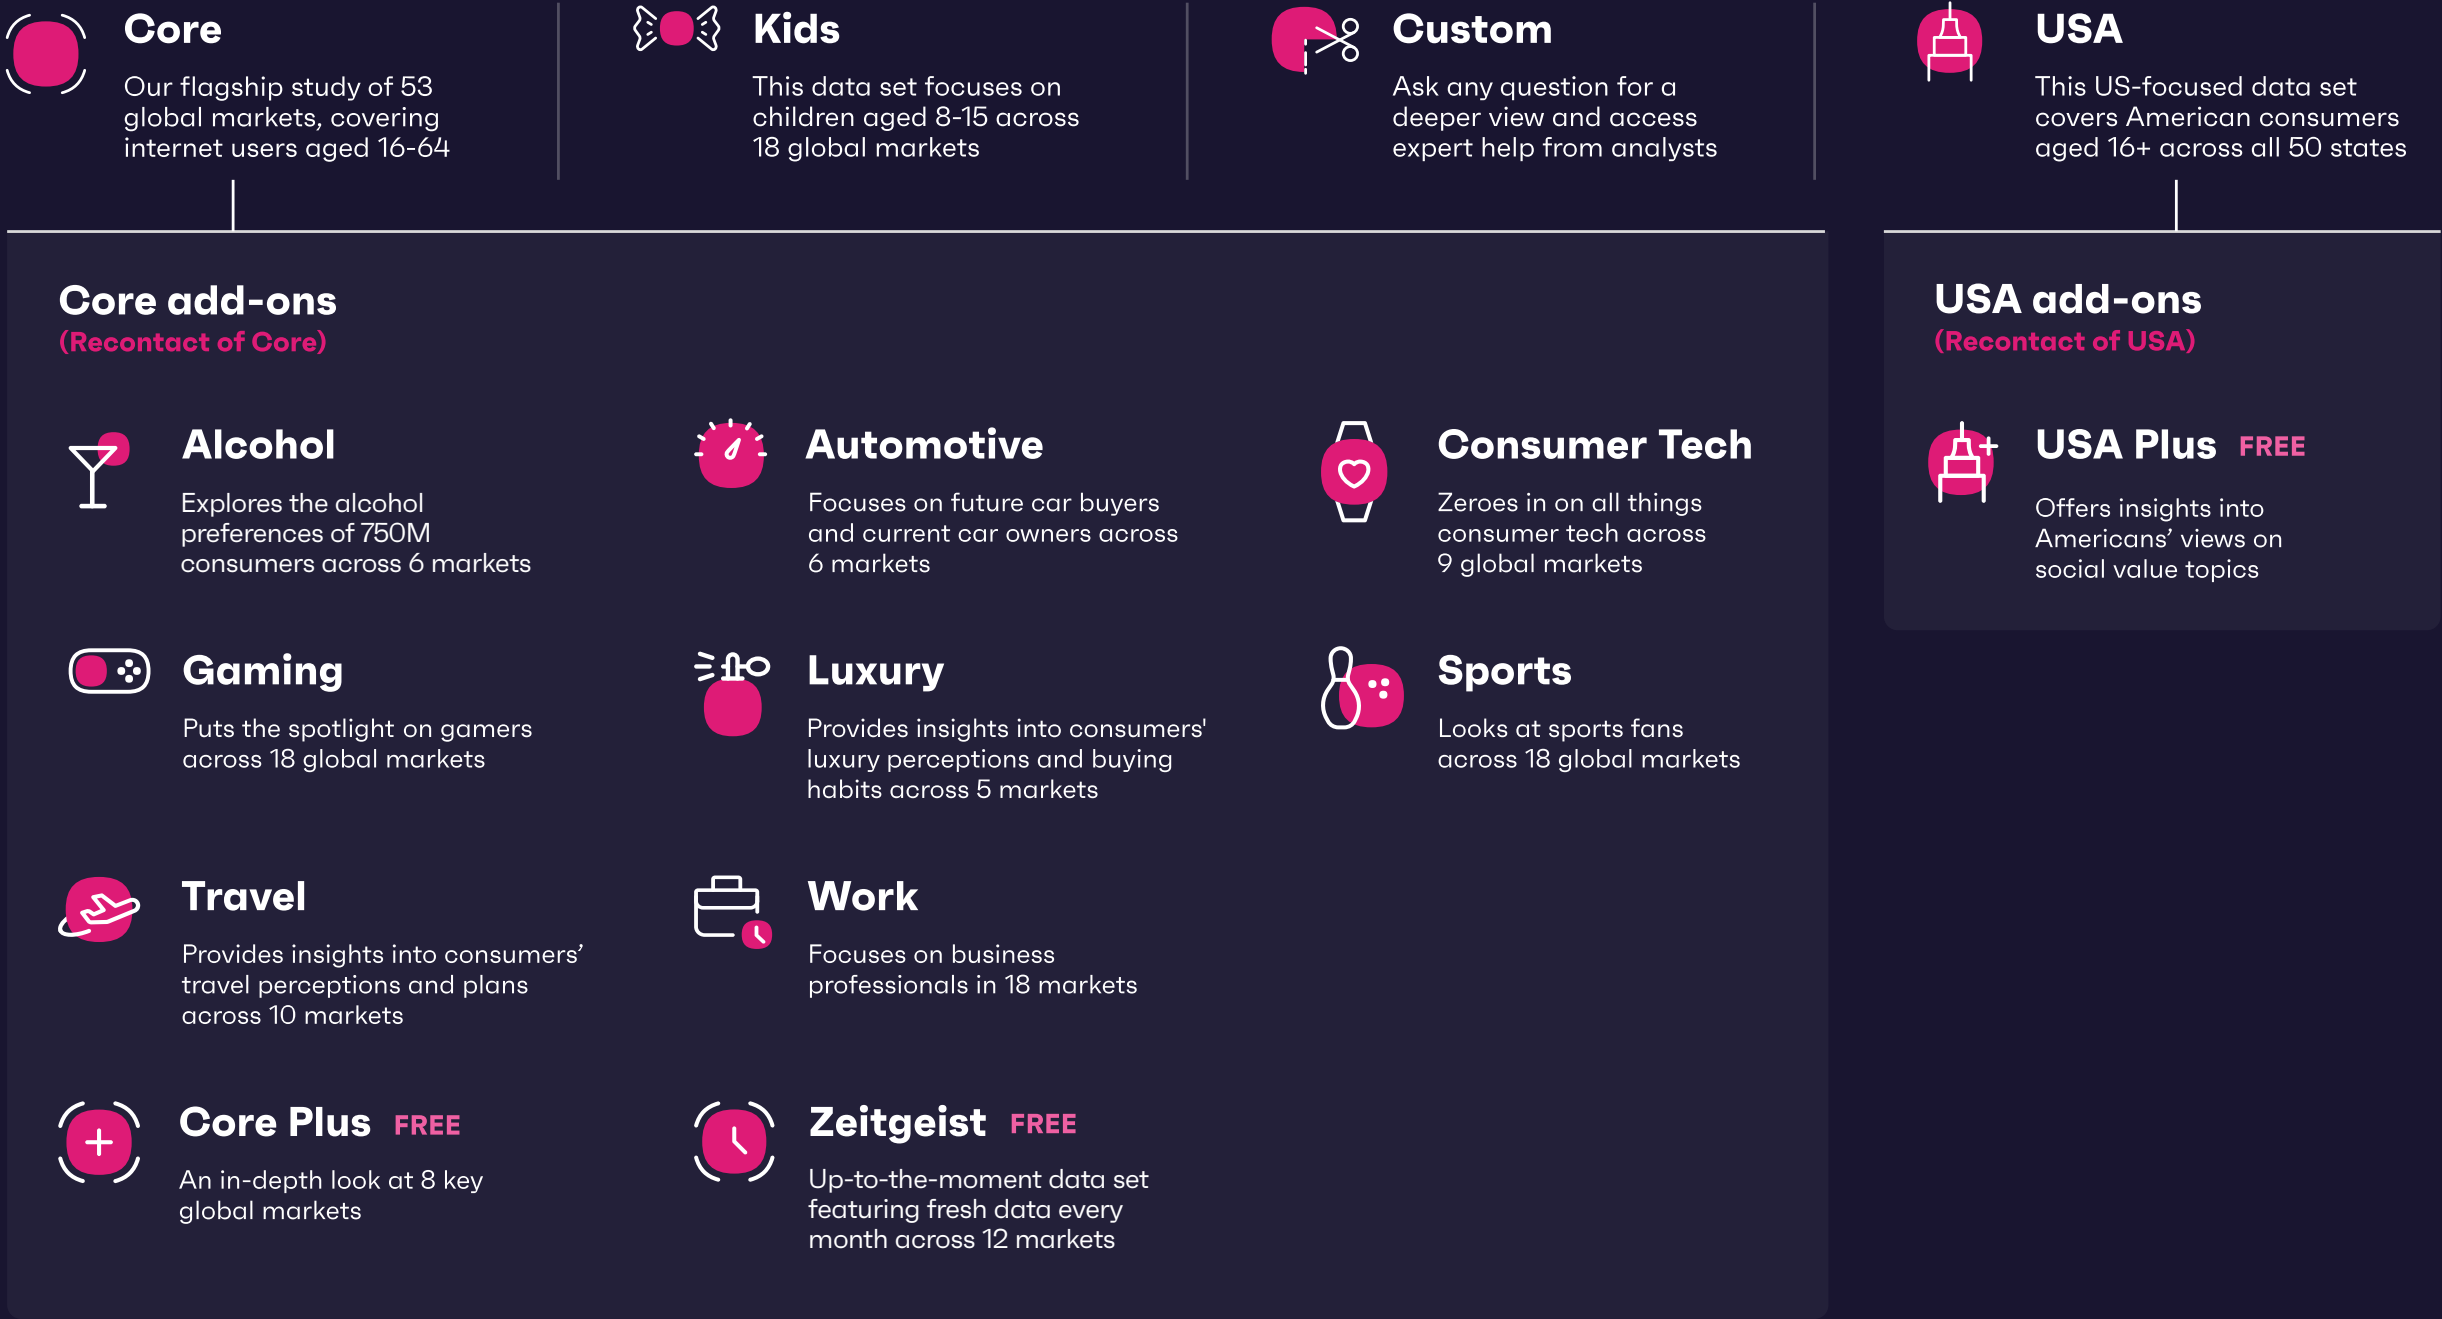 Core
Our flagship study of 53
global markets, covering
internet users aged 16-64
Kids
This data set focuses on
children aged 8-15 across
18 global markets
Custom
Ask any question for a
deeper view and access
expert help from analysts
USA
This US-focused data set
covers American consumers
aged 16+ across all 50 states
Core add-ons
(Recontact of Core)
Alcohol
Explores the alcohol
preferences of 750M
consumers across 6 markets
Automotive
Focuses on future car buyers
and current car owners across
6 markets
Consumer Tech
Zeroes in on all things
consumer tech across
9 global markets
Gaming
Puts the spotlight on gamers
across 18 global markets
Luxury
Provides insights into consumers'
luxury perceptions and buying
habits across 5 markets
Sports
Looks at sports fans
across 18 global markets
Travel
Provides insights into consumers’
travel perceptions and plans
across 10 markets
Work
Focuses on business
professionals in 18 markets
Core Plus FREE
An in-depth look at 8 key
global markets
Zeitgeist FREE
Up-to-the-moment data set
featuring fresh data every
month across 12 markets
USA add-ons
(Recontact of USA)
USA Plus FREE
Offers insights into
Americans’ views on
social value topics